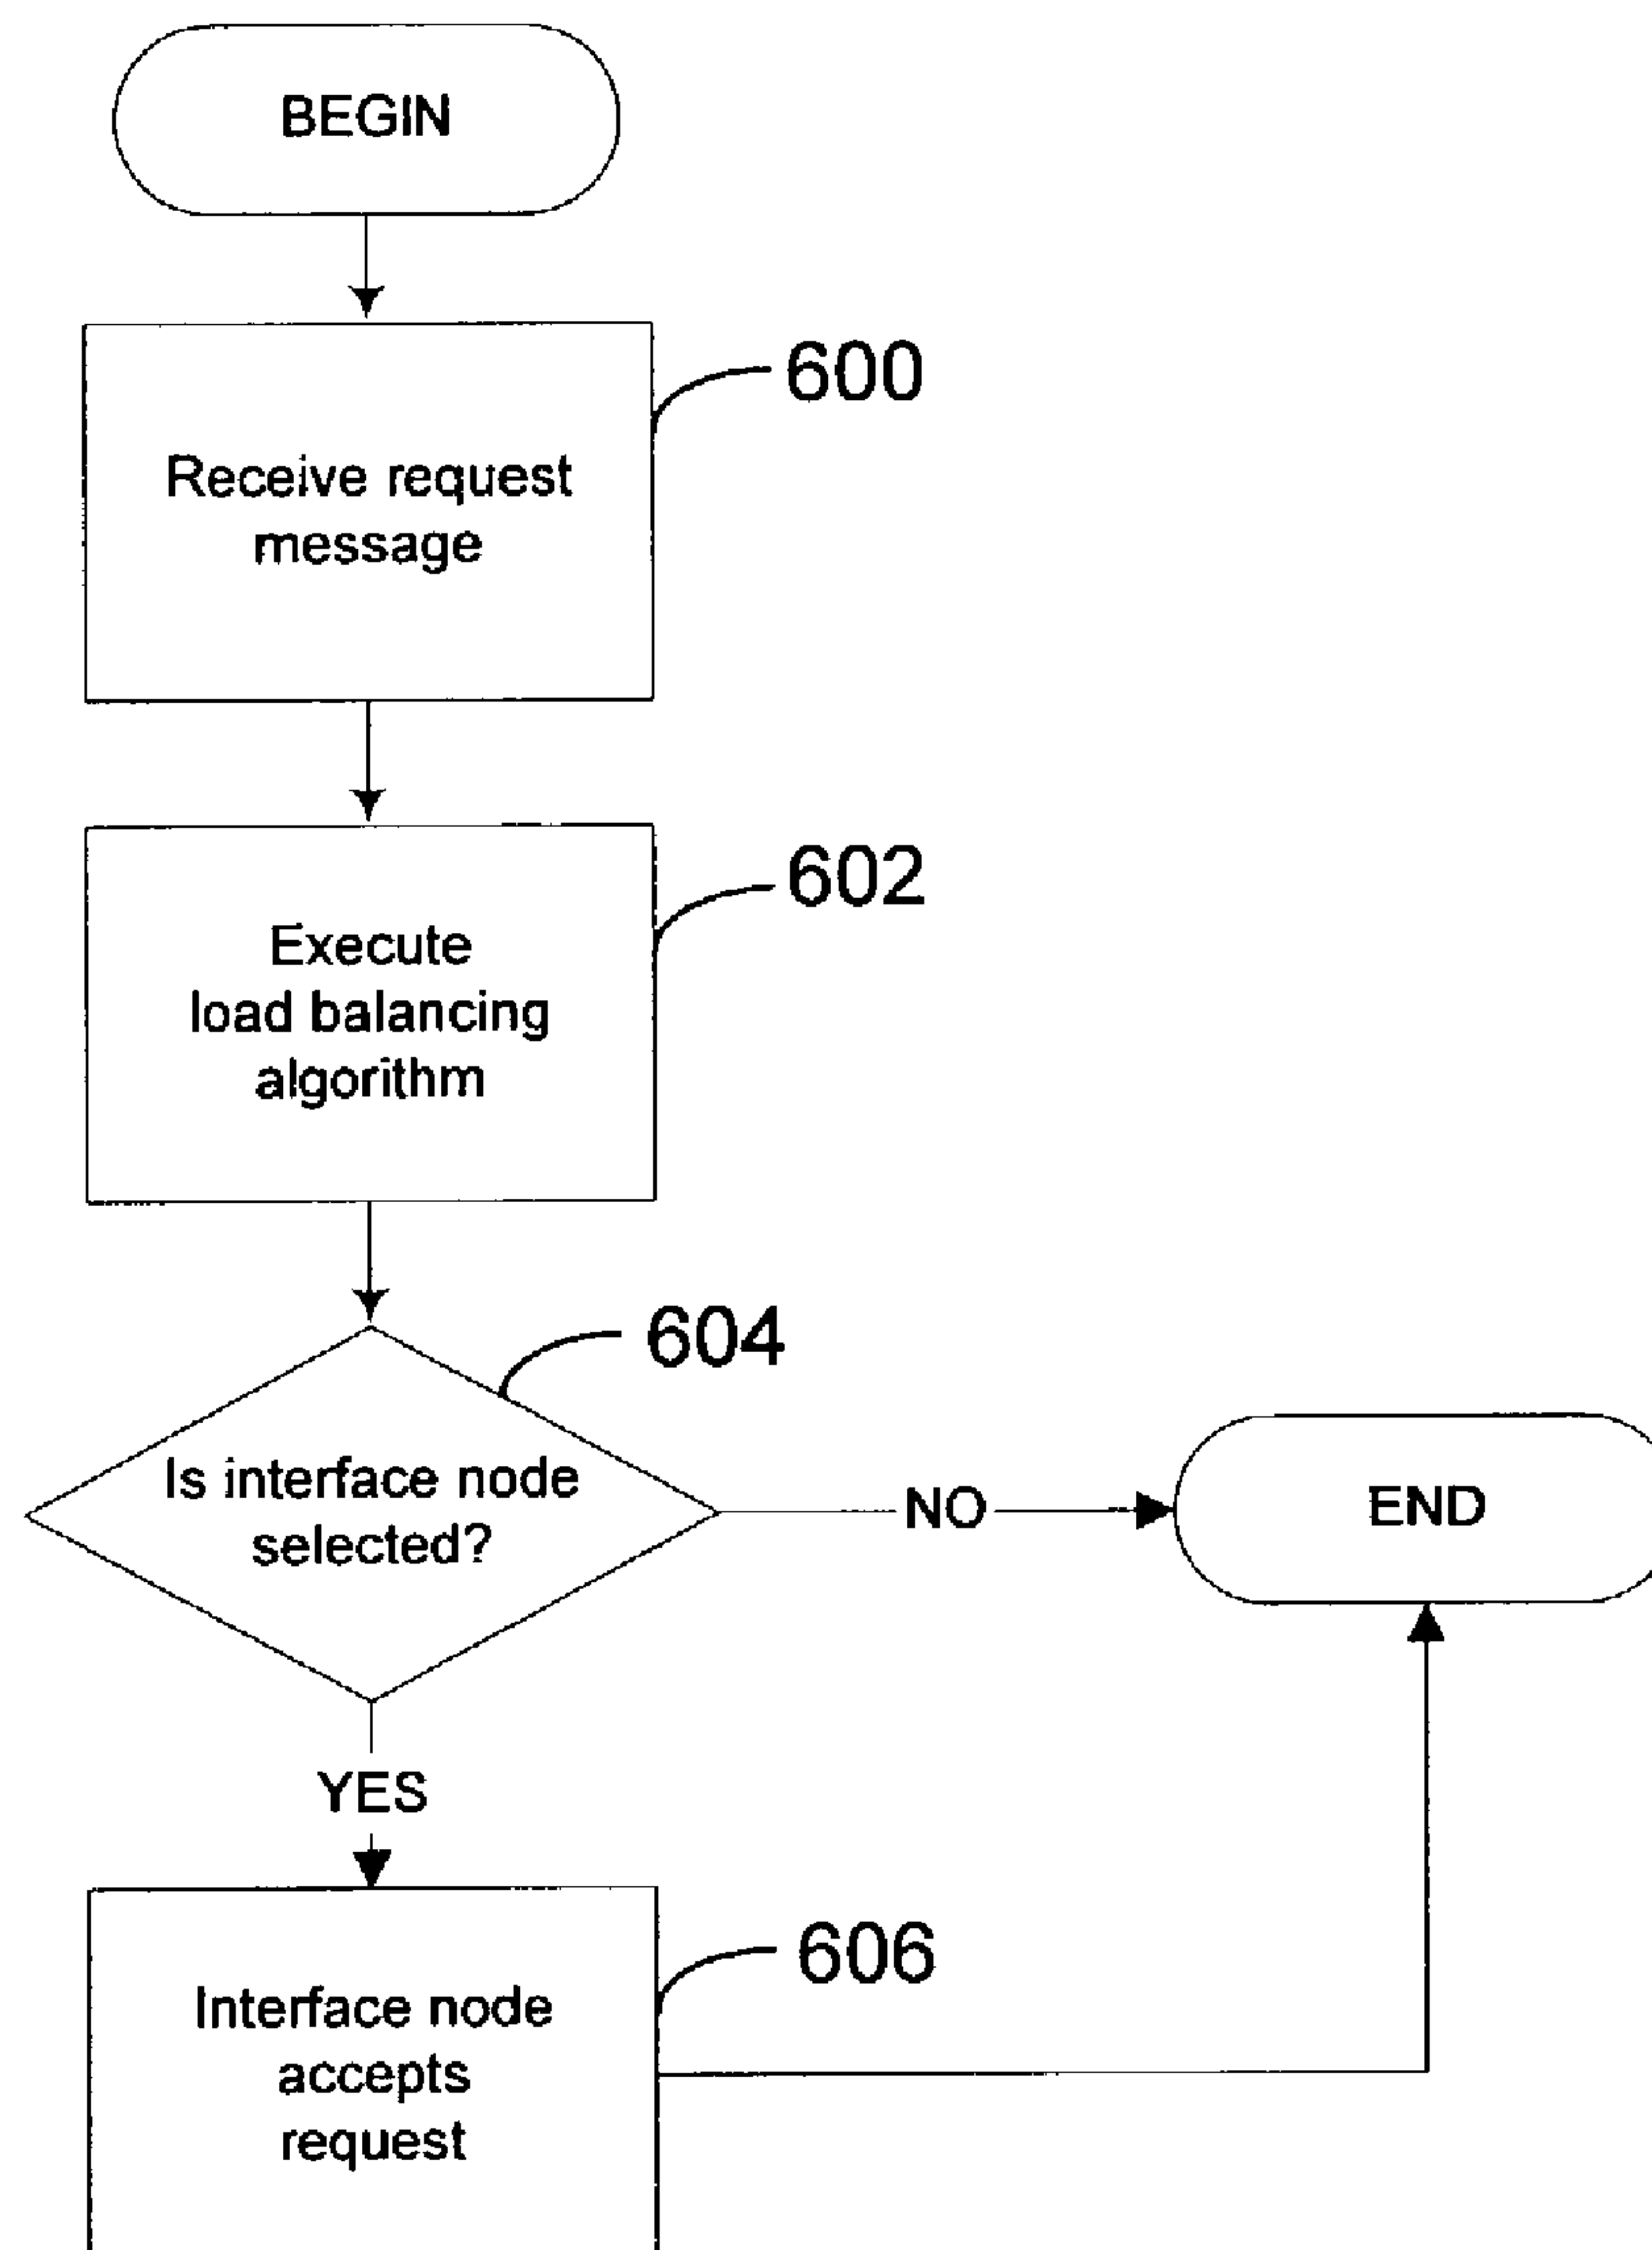 BEGIN
600
Receive request
message
602
Execute
load balancing
algorithm
604
Is interface node
selected?
NO
END
YES
606
Interface node
accepts
request